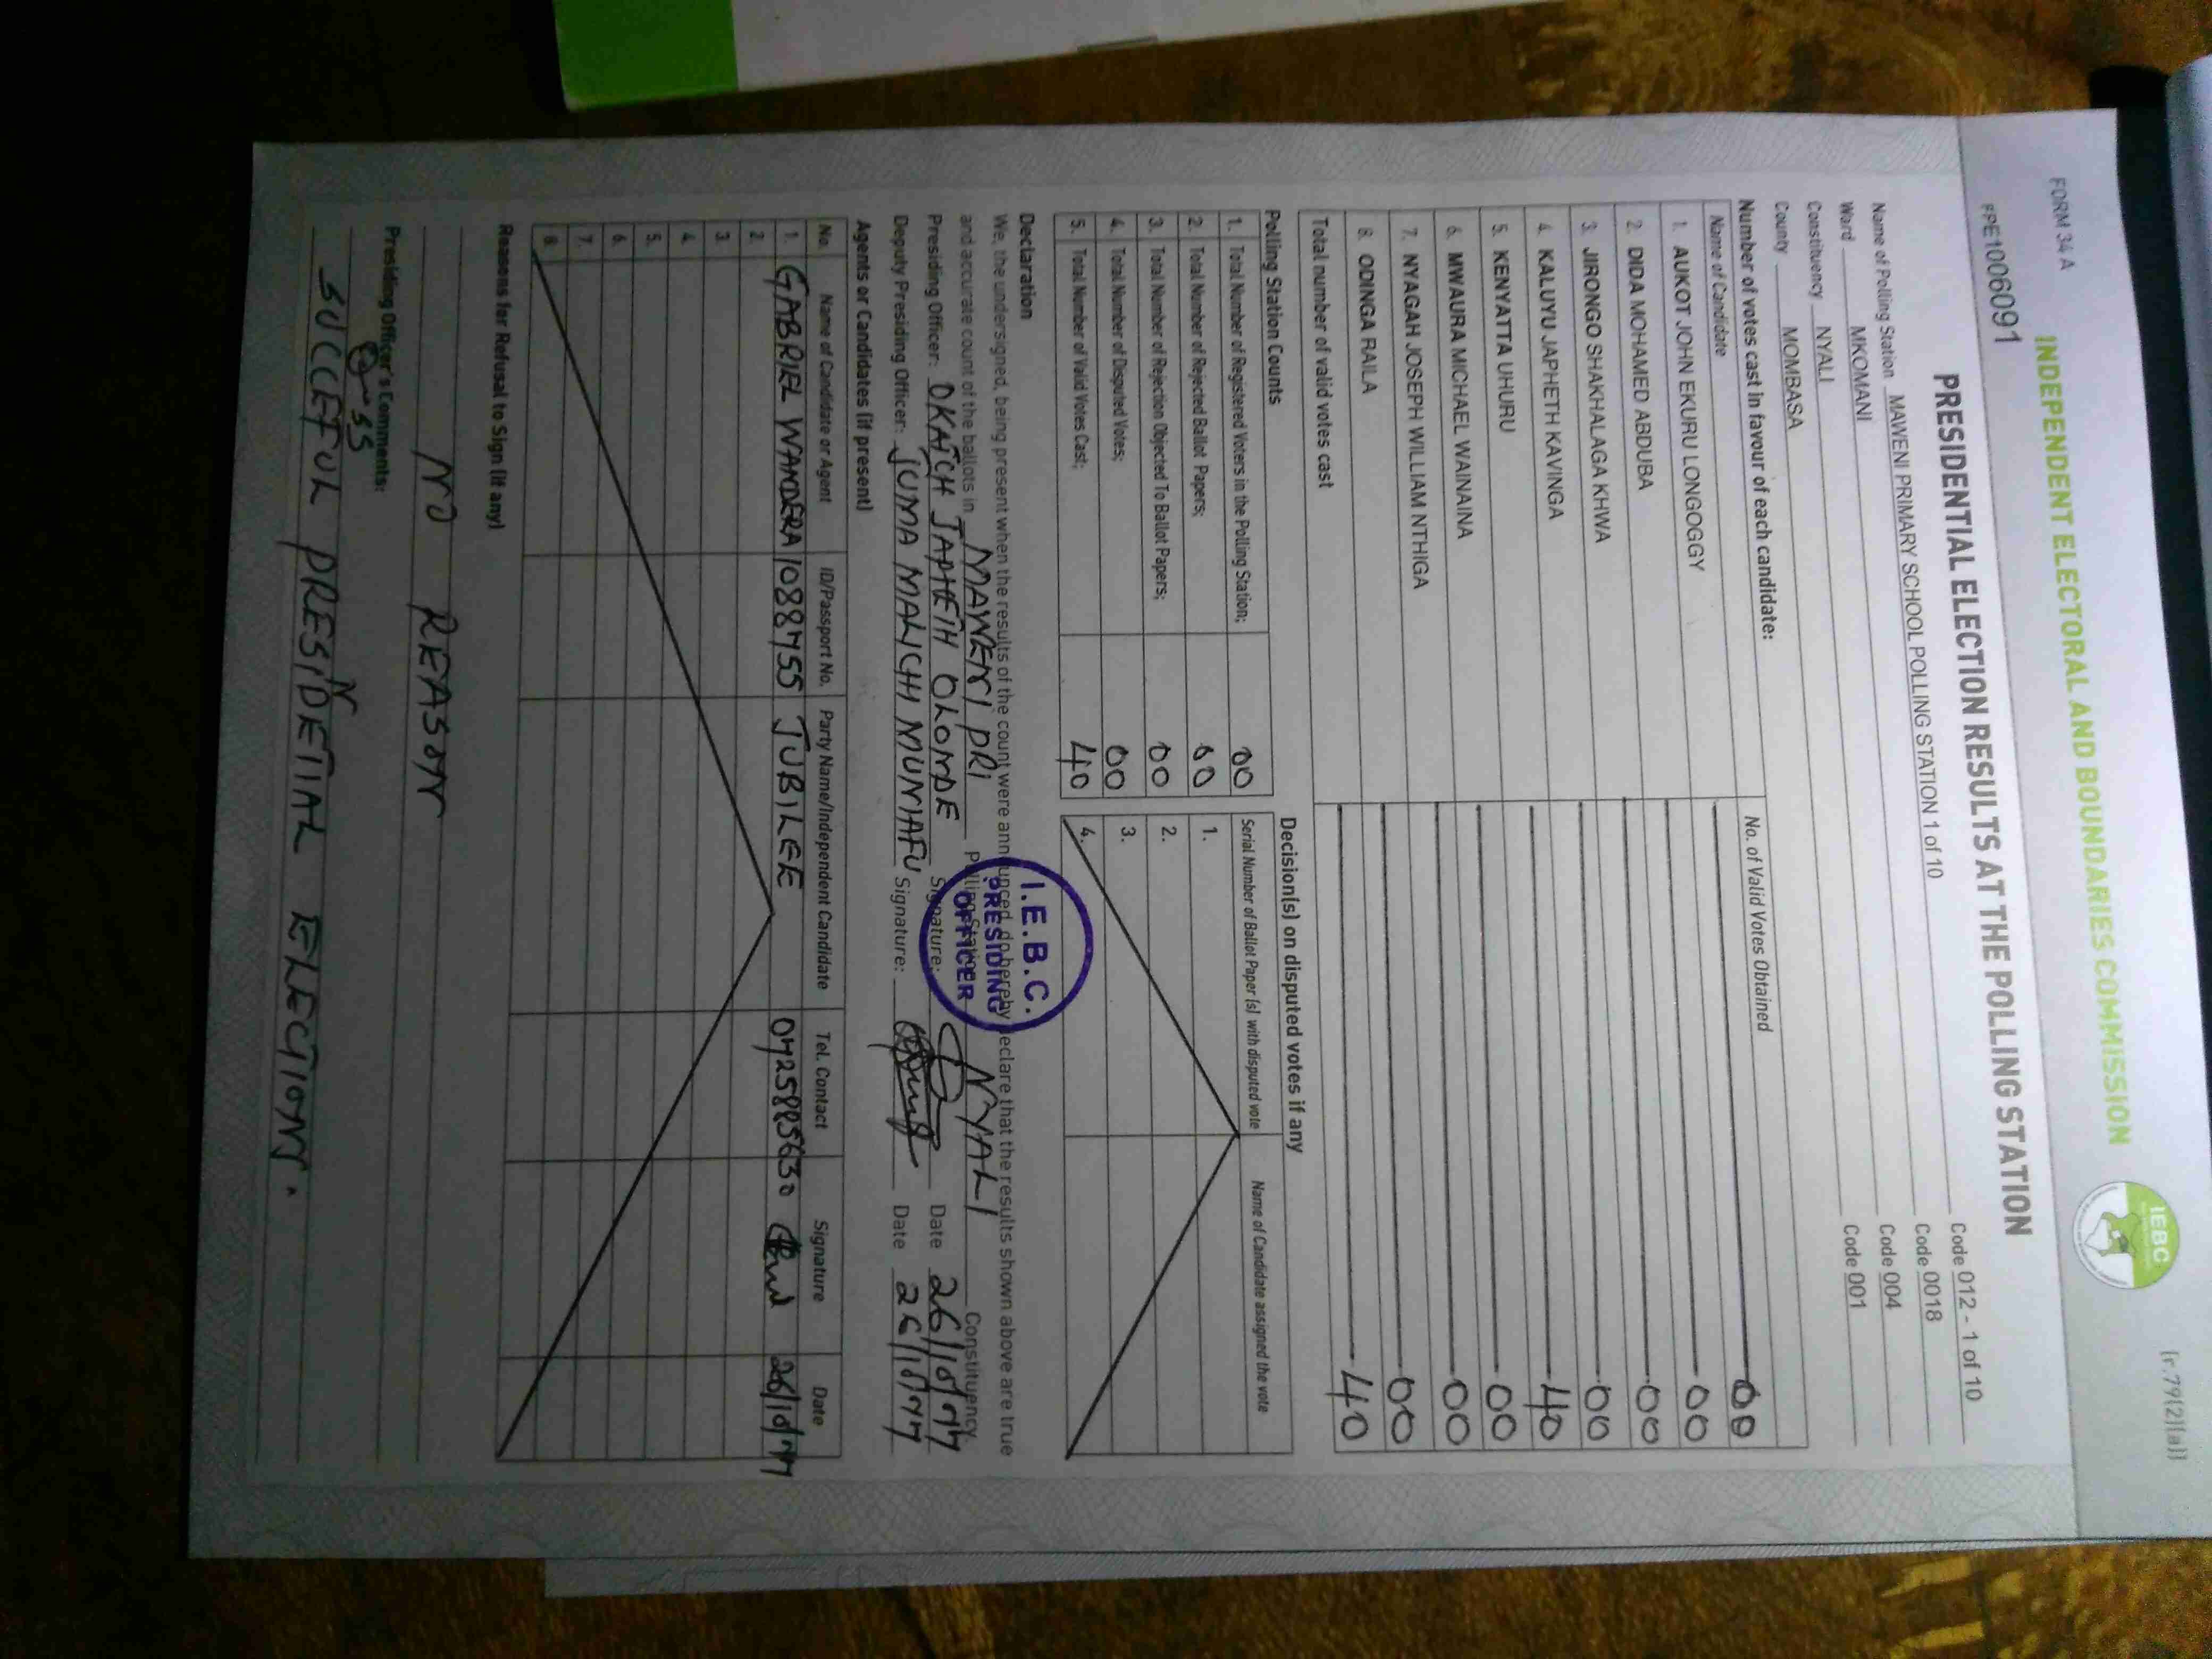 FORM 34 A
(r.79(2)(a))
INDEPENDENT ELECTORAL AND BOUNDARIES COMMISSION
IEBC
FPE1006091
PRESIDENTIAL ELECTION RESULTS AT THE POLLING STATION
Name of Polling Station MAWENI PRIMARY SCHOOL POLLING STATION 1 of 10 Code 012 - 1 of 10
Ward MKOMANI Code 0018
Constituency NYALI Code 004
County MOMBASA Code 001
Number of votes cast in favour of each candidate:
Name of Candidate No. of Valid Votes Obtained
1. AUKOT JOHN EKURU LONGOGGY 00
2. DIDA MOHAMED ABDUBA 00
3. JIRONGO SHAKHALAGA KHWA 00
4. KALUYU JAPHETH KAVINGA 00
5. KENYATTA UHURU 40
6. MWAURA MICHAEL WAINAINA 00
7. NYAGAH JOSEPH WILLIAM NTHIGA 00
8. ODINGA RAILA 00
Total number of valid votes cast 40
Polling Station Counts
1. Total Number of Registered Voters in the Polling Station; 00
2. Total Number of Rejected Ballot Papers; 00
3. Total Number of Rejection Objected To Ballot Papers; 00
4. Total Number of Disputed Votes; 00
5. Total Number of Valid Votes Cast; 40
Decision(s) on disputed votes if any
Serial Number of Ballot Paper (s) with disputed vote Name of Candidate assigned the vote
1.
2.
3.
4.
Declaration
We, the undersigned, being present when the results of the count were announced, do hereby declare that the results shown above are true
and accurate count of the ballots in MAWENI PRI Polling Station NYALI Constituency
Presiding Officer: OKATCH JAPHETH OLONDE Signature: Date 26/10/17
Deputy Presiding Officer: JUMA MALICHI MUNIAFU Signature: Date 26/10/17
I.E.B.C.
PRESIDING
OFFICER
Agents or Candidates (if present)
No. Name of Candidate or Agent ID/Passport No. Party Name/Independent Candidate Tel. Contact Signature Date
1. GABRIEL WANDERA 10887455 JUBILEE 0725885630 26/10/17
2.
3.
4.
5.
6.
7.
8.
Reasons for Refusal to Sign (if any)
NO REASON
Presiding Officer's Comments:
SUCCEFUL PRESIDETIAL ELECTIONS.